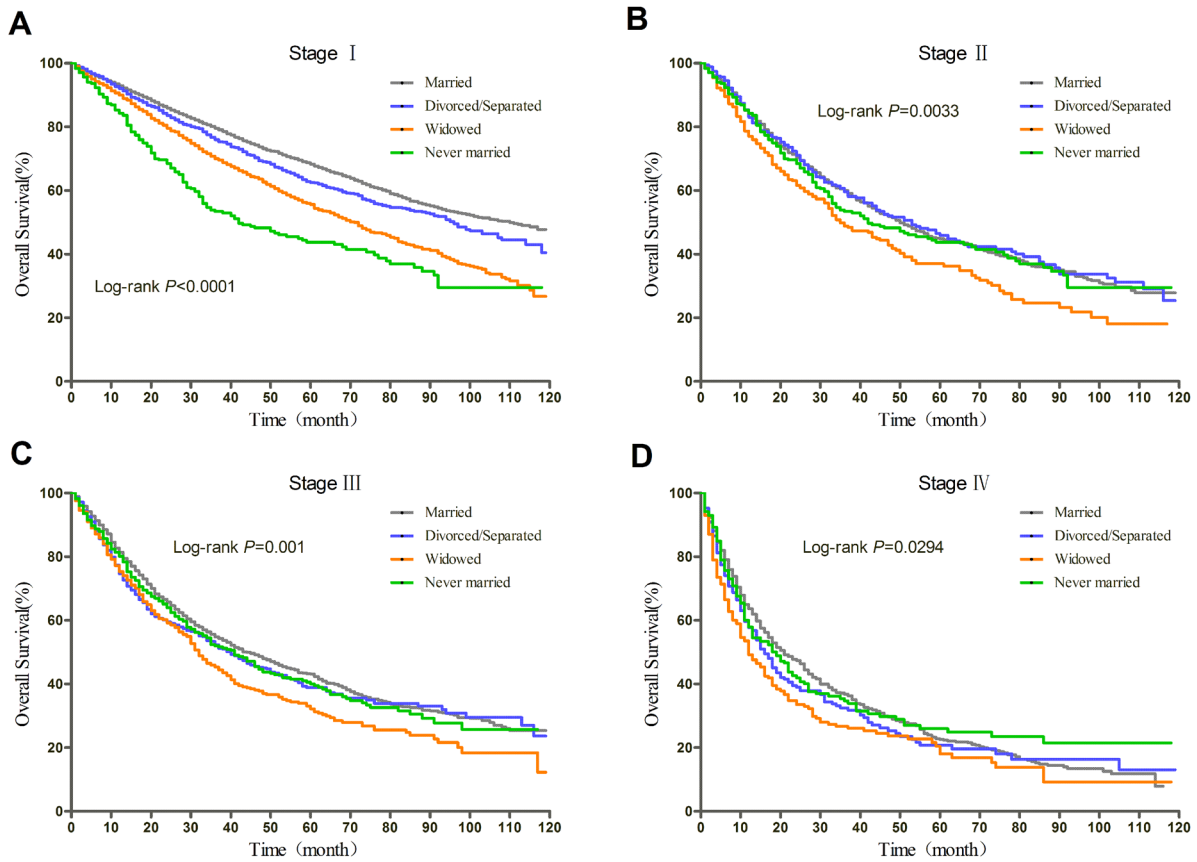 A
Stage Ⅰ
Married
Divorced/Separated
Widowed
Never married
Log-rank P<0.0001
Overall Survival(%)
100
80
60
40
20
0
0 10 20 30 40 50 60 70 80 90 100 110 120
Time（month）
B
Stage Ⅱ
Married
Divorced/Separated
Widowed
Never married
Log-rank P=0.0033
Overall Survival(%)
100
80
60
40
20
0
0 10 20 30 40 50 60 70 80 90 100 110 120
Time（month）
C
Stage Ⅲ
Married
Divorced/Separated
Widowed
Never married
Log-rank P=0.001
Overall Survival(%)
100
80
60
40
20
0
0 10 20 30 40 50 60 70 80 90 100 110 120
Time（month）
D
Stage Ⅳ
Married
Divorced/Separated
Widowed
Never married
Log-rank P=0.0294
Overall Survival(%)
100
80
60
40
20
0
0 10 20 30 40 50 60 70 80 90 100 110 120
Time（month）